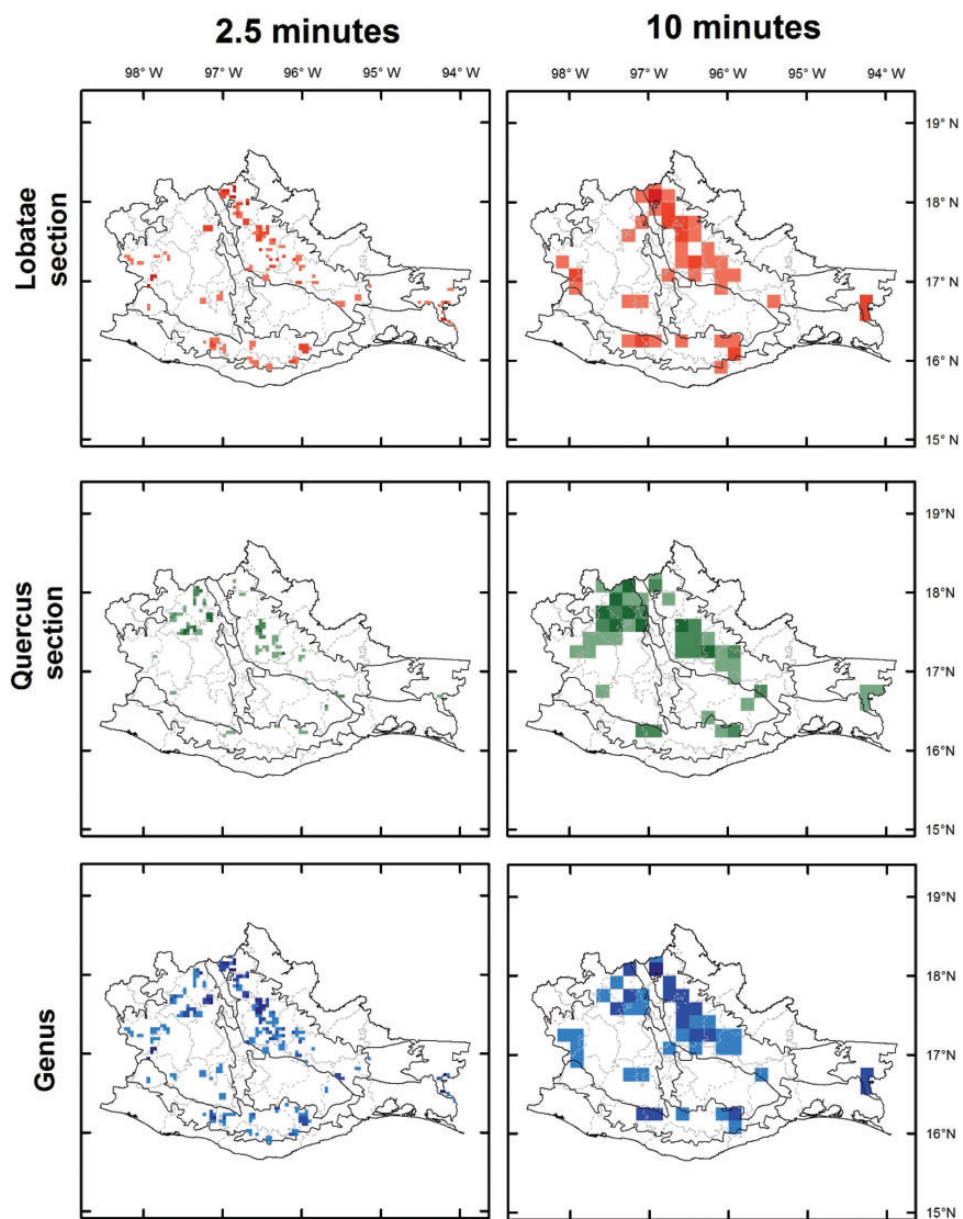 2.5 minutes
10 minutes
98° W 97° W 96° W 95° W 94° W
98° W 97° W 96° W 95° W 94° W
Lobatae
section
19° N
18° N
17° N
16° N
15° N
Quercus
section
19° N
18° N
17° N
16° N
15° N
Genus
19° N
18° N
17° N
16° N
15° N